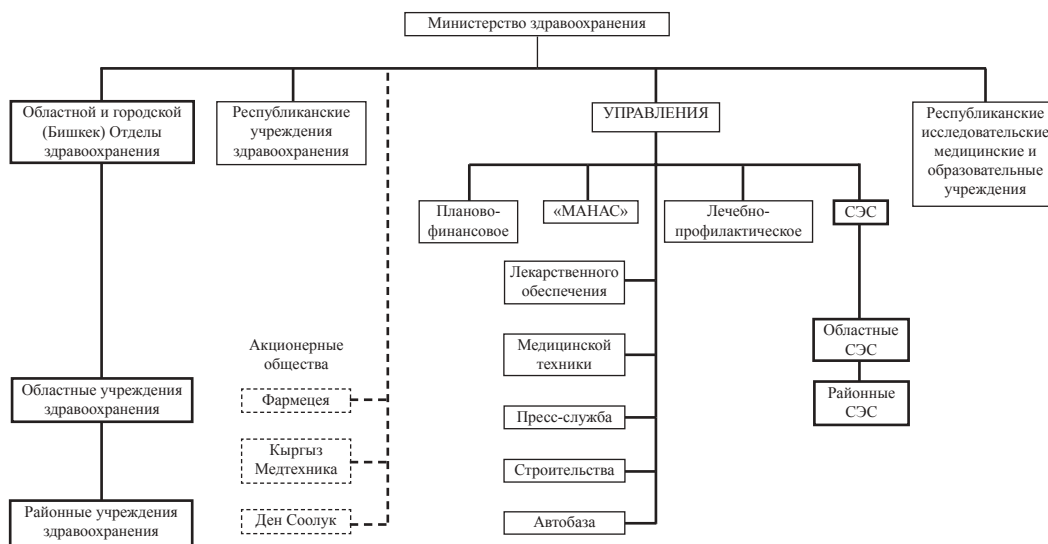 Министерство здравоохранения
Областной и городской
(Бишкек) Отделы
здравоохранения
Республиканские
учреждения
здравоохранения
УПРАВЛЕНИЯ
Республиканские
исследовательские
медицинские и
образовательные
учреждения
Планово-
финансовое
«МАНАС»
Лечебно-
профилактическое
СЭС
Лекарственного
обеспечения
Медицинской
техники
Пресс-служба
Строительства
Автобаза
Областные
СЭС
Районные
СЭС
Акционерные
общества
Фармецея
Кыргыз
Медтехника
Ден Соолук
Областные учреждения
здравоохранения
Районные учреждения
здравоохранения